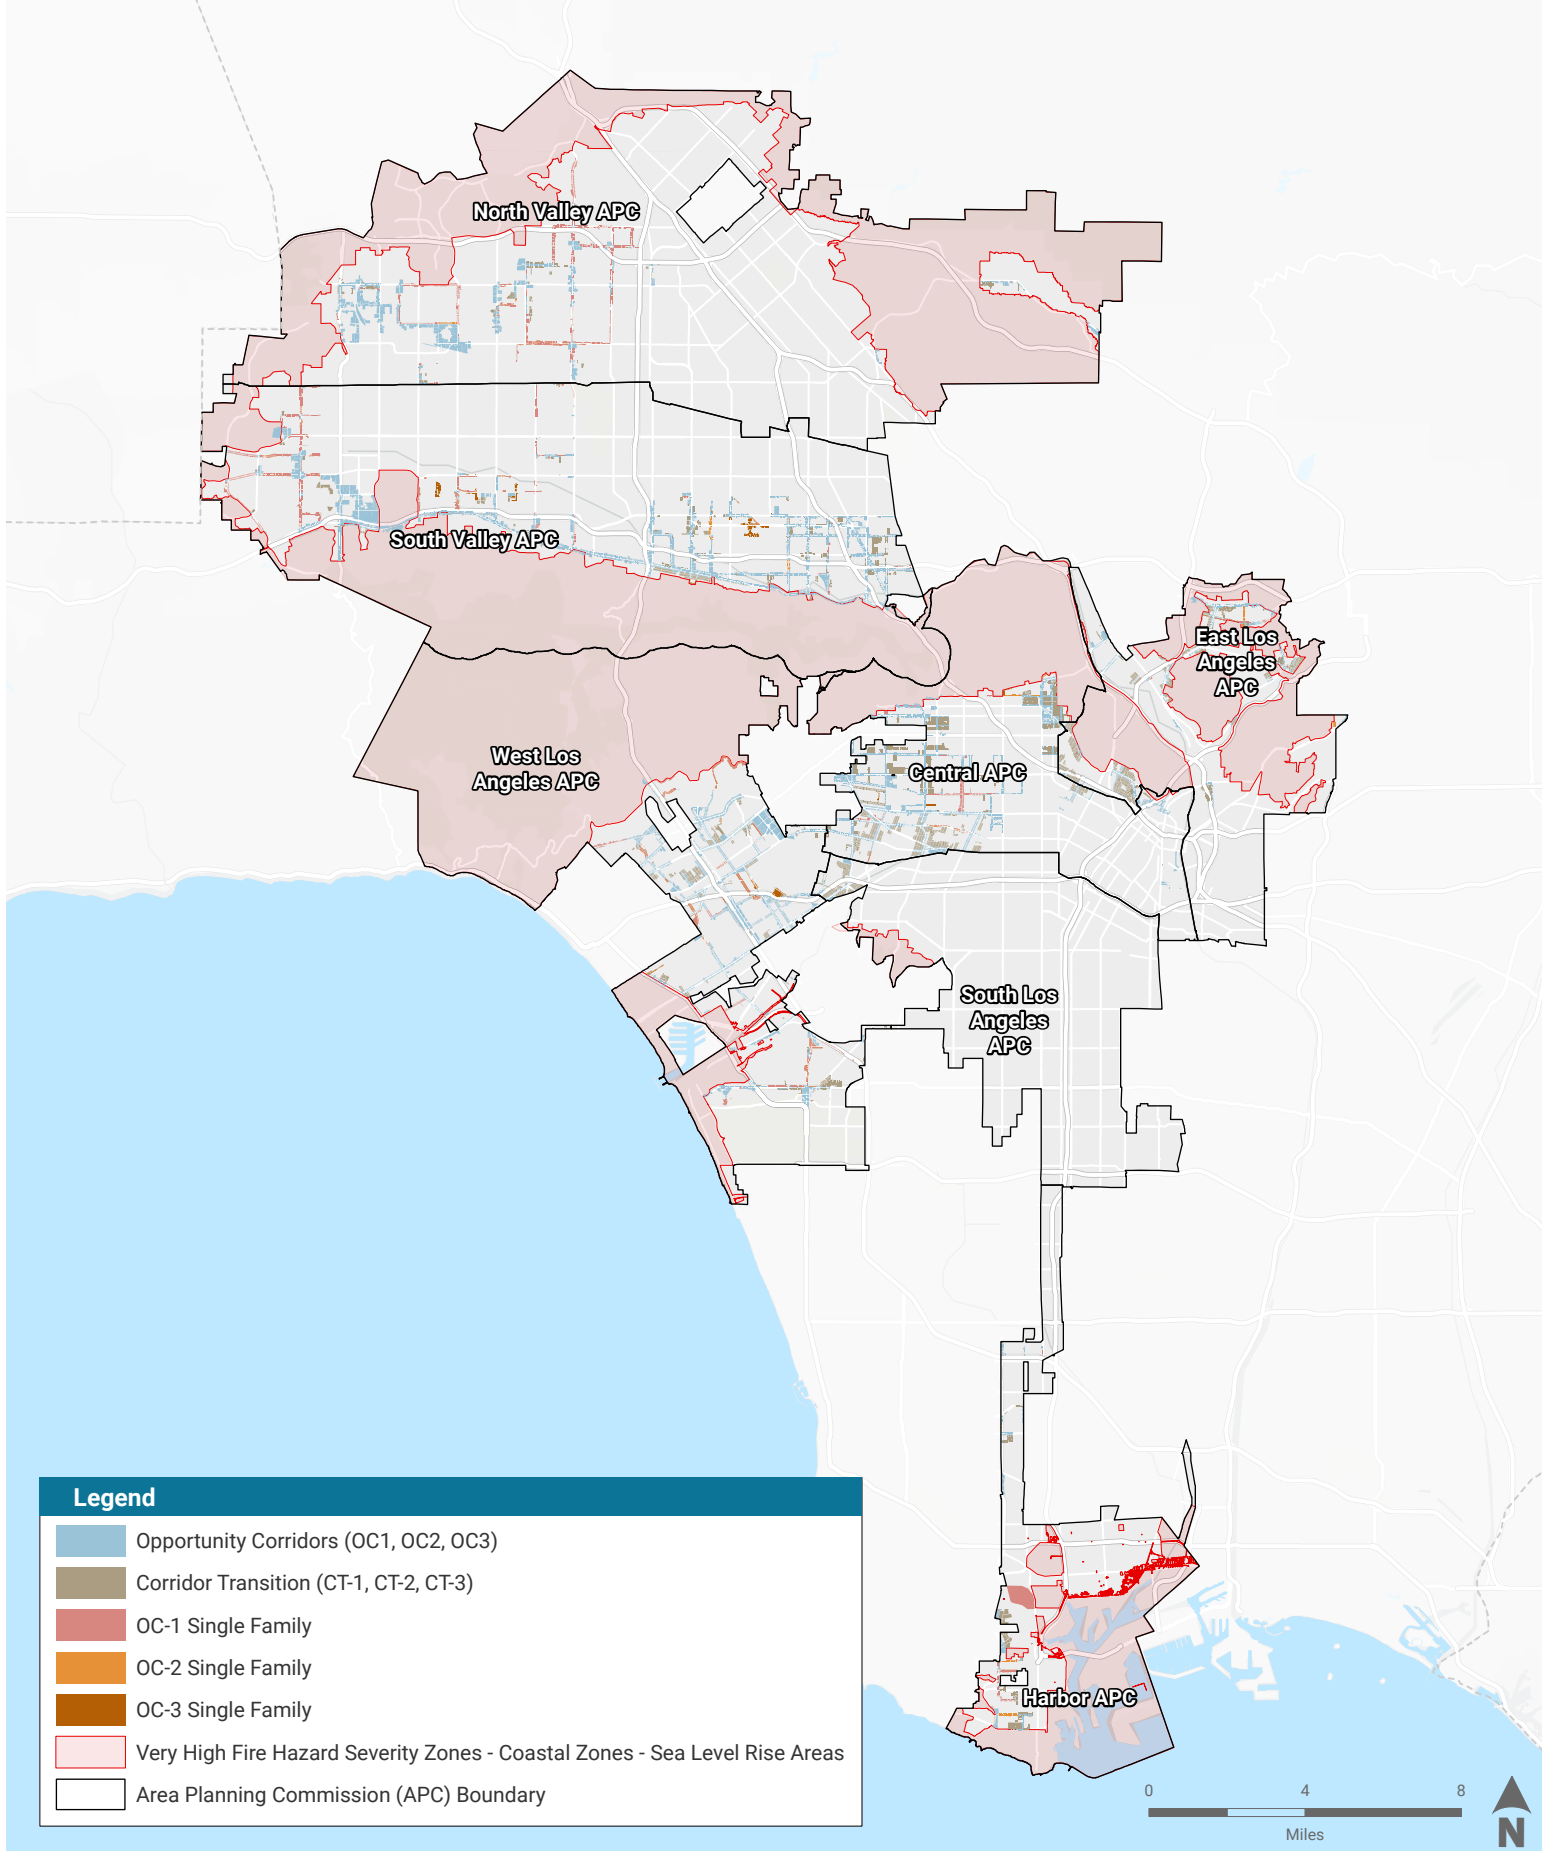 North Valley APC
South Valley APC
East Los
Angeles
APC
West Los
Angeles APC
Central APC
South Los
Angeles
APC
Harbor APC
Legend
Opportunity Corridors (OC1, OC2, OC3)
Corridor Transition (CT-1, CT-2, CT-3)
OC-1 Single Family
OC-2 Single Family
OC-3 Single Family
Very High Fire Hazard Severity Zones - Coastal Zones - Sea Level Rise Areas
Area Planning Commission (APC) Boundary
0 4 8
Miles
N